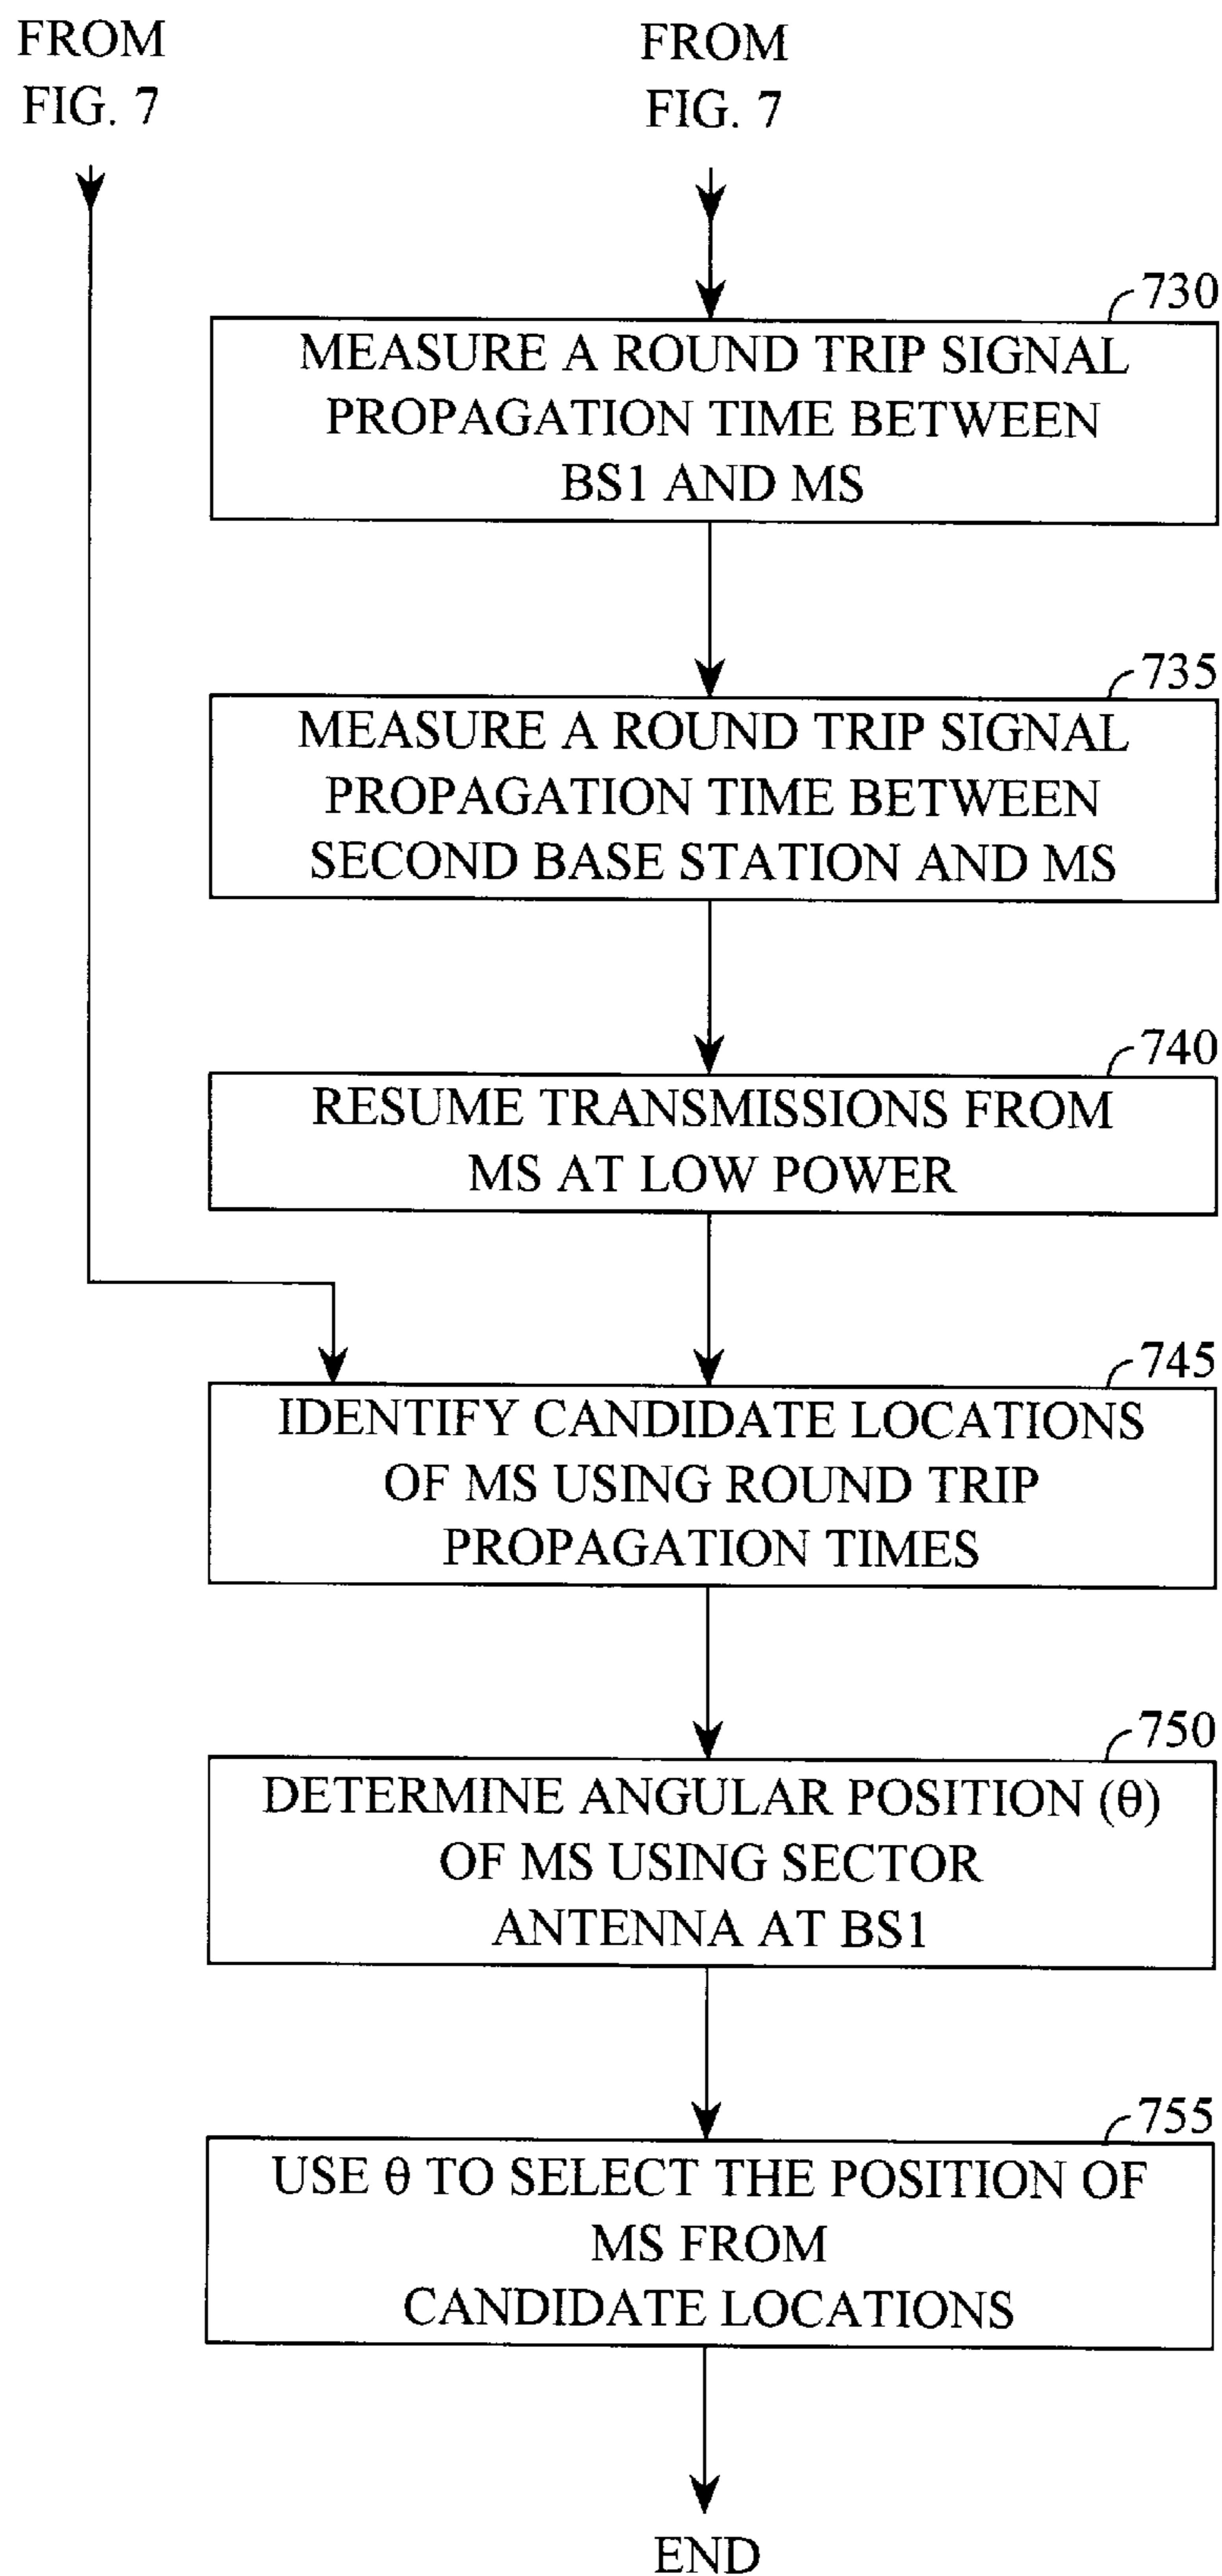 FROM
FIG. 7
FROM
FIG. 7
730
MEASURE A ROUND TRIP SIGNAL
PROPAGATION TIME BETWEEN
BS1 AND MS
735
MEASURE A ROUND TRIP SIGNAL
PROPAGATION TIME BETWEEN
SECOND BASE STATION AND MS
740
RESUME TRANSMISSIONS FROM
MS AT LOW POWER
745
IDENTIFY CANDIDATE LOCATIONS
OF MS USING ROUND TRIP
PROPAGATION TIMES
750
DETERMINE ANGULAR POSITION (θ)
OF MS USING SECTOR
ANTENNA AT BS1
755
USE θ TO SELECT THE POSITION OF
MS FROM
CANDIDATE LOCATIONS
END